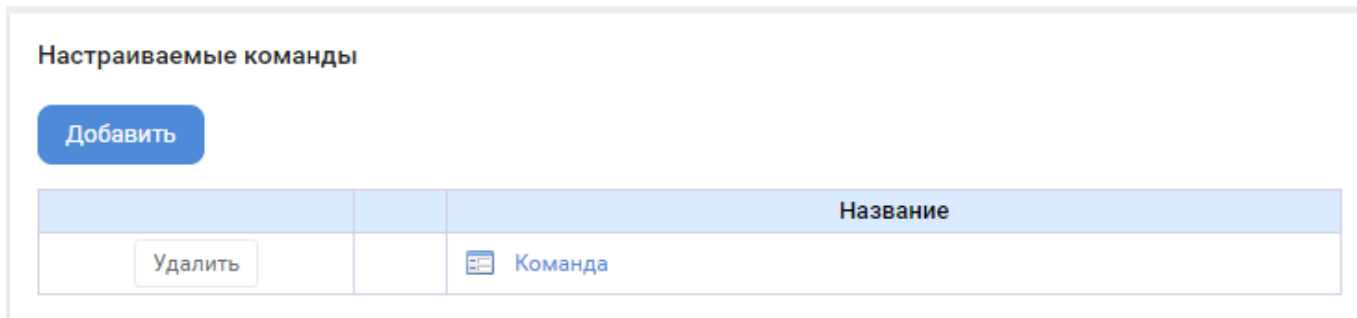 Настраиваемые команды
Добавить
Название
Удалить Команда